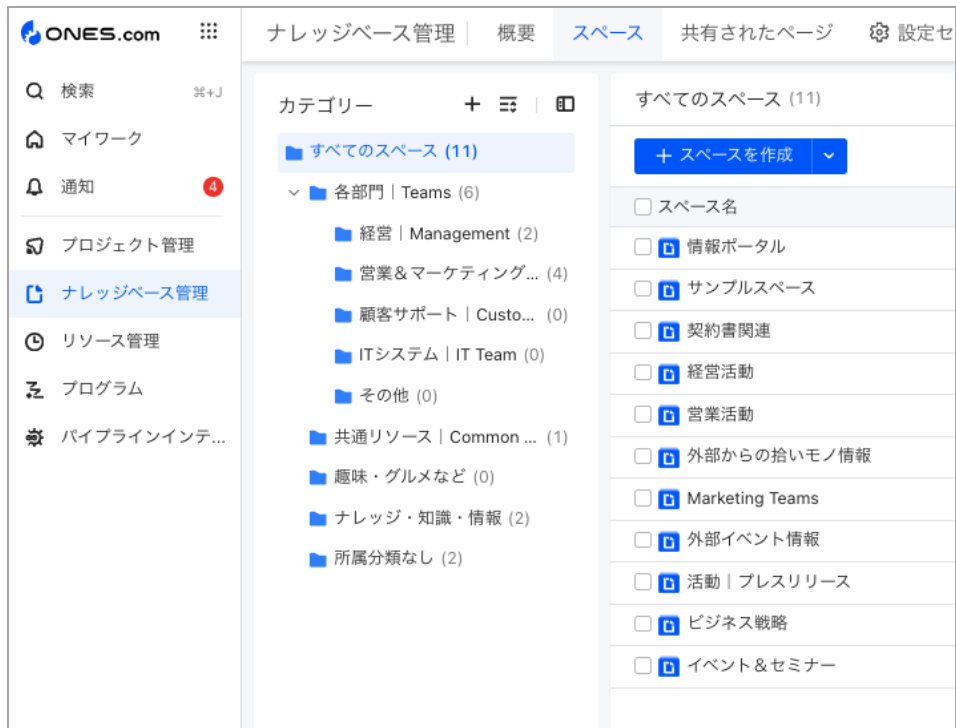 ONES.com
検索 ⌘+J
マイワーク
通知 4
プロジェクト管理
ナレッジベース管理
リソース管理
プログラム
パイプラインインテ...
ナレッジベース管理 概要 スペース 共有されたページ 設定セ
カテゴリー
すべてのスペース (11)
各部門｜Teams (6)
経営｜Management (2)
営業＆マーケティング... (4)
顧客サポート｜Custo... (0)
ITシステム｜IT Team (0)
その他 (0)
共通リソース｜Common ... (1)
趣味・グルメなど (0)
ナレッジ・知識・情報 (2)
所属分類なし (2)
すべてのスペース (11)
＋ スペースを作成
スペース名
情報ポータル
サンプルスペース
契約書関連
経営活動
営業活動
外部からの拾いモノ情報
Marketing Teams
外部イベント情報
活動｜プレスリリース
ビジネス戦略
イベント＆セミナー